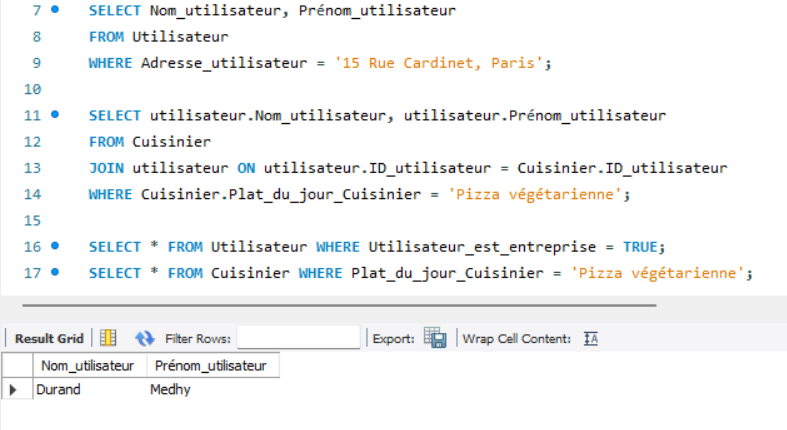 7 SELECT Nom_utilisateur, Prénom_utilisateur
8 FROM Utilisateur
9 WHERE Adresse_utilisateur = '15 Rue Cardinet, Paris';
10
11 SELECT utilisateur.Nom_utilisateur, utilisateur.Prénom_utilisateur
12 FROM Cuisinier
13 JOIN utilisateur ON utilisateur.ID_utilisateur = Cuisinier.ID_utilisateur
14 WHERE Cuisinier.Plat_du_jour_Cuisinier = 'Pizza végétarienne';
15
16 SELECT * FROM Utilisateur WHERE Utilisateur_est_entreprise = TRUE;
17 SELECT * FROM Cuisinier WHERE Plat_du_jour_Cuisinier = 'Pizza végétarienne';
Result Grid Filter Rows: Export: Wrap Cell Content:
Nom_utilisateur Prénom_utilisateur
Durand Medhy